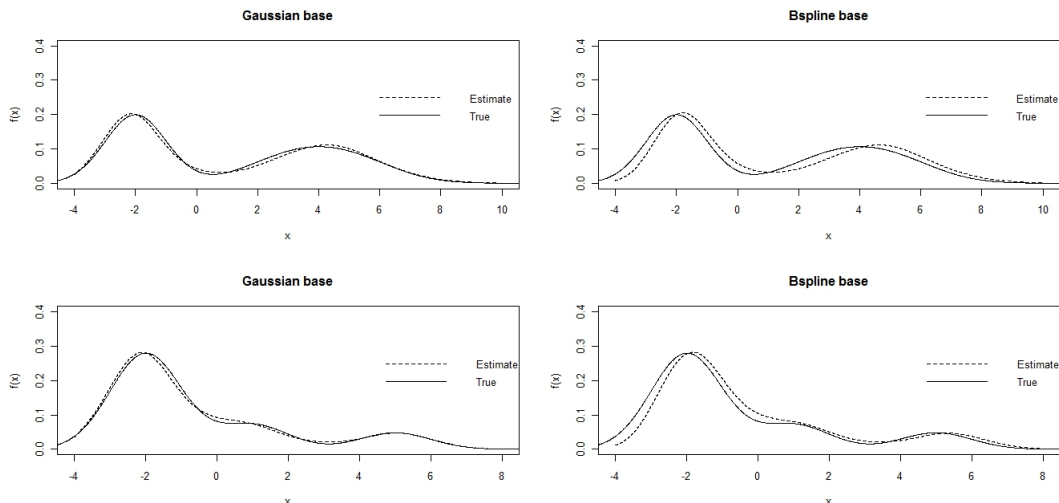 Gaussian base
f(x)
0.0 0.1 0.2 0.3 0.4
Estimate
True
-4 -2 0 2 4 6 8 10
x
Bspline base
f(x)
0.0 0.1 0.2 0.3 0.4
Estimate
True
-4 -2 0 2 4 6 8 10
x
Gaussian base
f(x)
0.0 0.1 0.2 0.3 0.4
Estimate
True
-4 -2 0 2 4 6 8
x
Bspline base
f(x)
0.0 0.1 0.2 0.3 0.4
Estimate
True
-4 -2 0 2 4 6 8
x